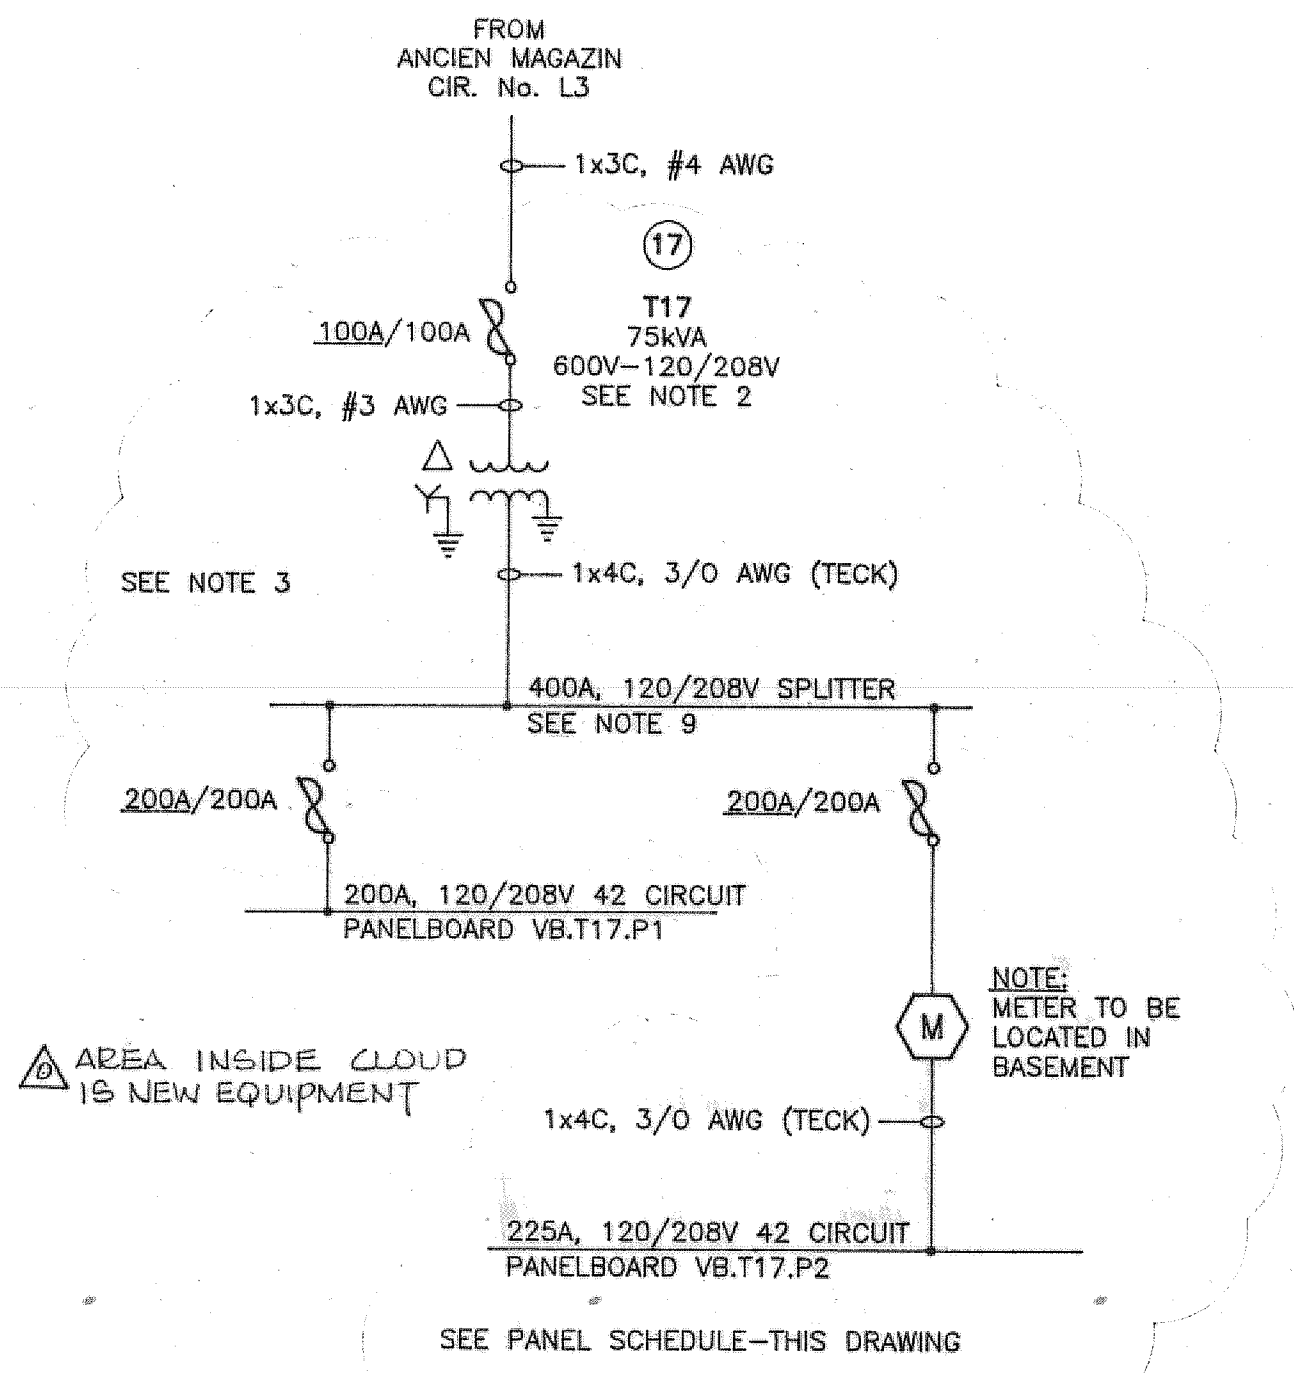 FROM
ANCIEN MAGAZIN
CIR. No. L3
1x3C, #4 AWG
17
T17
75kVA
600V-120/208V
SEE NOTE 2
100A/100A
1x3C, #3 AWG
1x4C, 3/0 AWG (TECK)
SEE NOTE 3
400A, 120/208V SPLITTER
SEE NOTE 9
200A/200A
200A/200A
200A, 120/208V 42 CIRCUIT
PANELBOARD VB.T17.P1
NOTE:
METER TO BE
LOCATED IN
BASEMENT
M
0 AREA INSIDE CLOUD
IS NEW EQUIPMENT
1x4C, 3/0 AWG (TECK)
225A, 120/208V 42 CIRCUIT
PANELBOARD VB.T17.P2
SEE PANEL SCHEDULE-THIS DRAWING